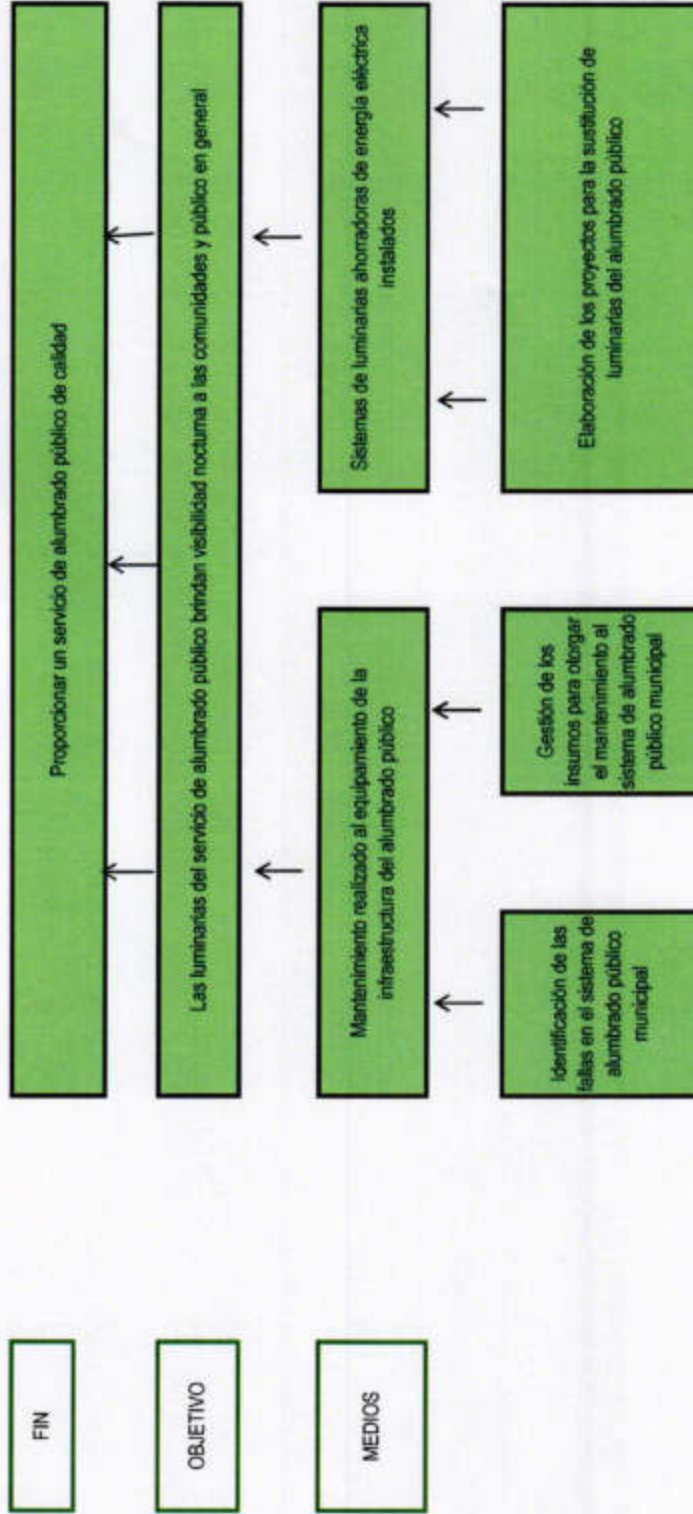 FIN
Proporcionar un servicio de alumbrado público de calidad
OBJETIVO
Las luminarias del servicio de alumbrado público brindan visibilidad nocturna a las comunidades y público en general
MEDIOS
Mantenimiento realizado al equipamiento de la
infraestructura del alumbrado público
Sistemas de luminarias ahorradoras de energía eléctrica
instalados
Identificación de las
fallas en el sistema de
alumbrado público
municipal
Gestión de los
insumos para otorgar
el mantenimiento al
sistema de alumbrado
público municipal
Elaboración de los proyectos para la sustitución de
luminarias del alumbrado público